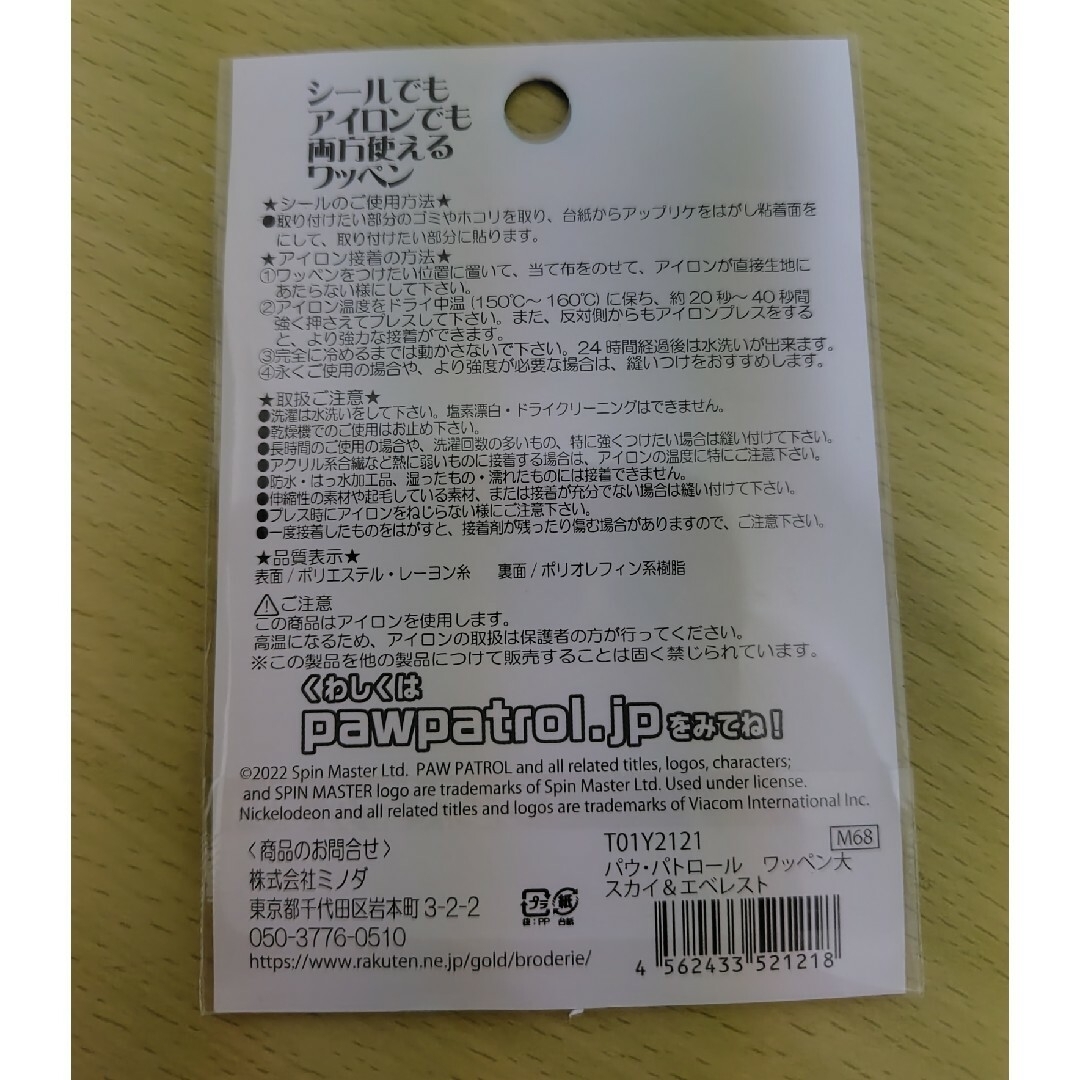 シールでも
アイロンでも
両方使える
ワッペン
★シールのご使用方法★
●取り付けたい部分のゴミやホコリを取り、台紙からアップリケをはがし粘着面を
にして、取り付けたい部分に貼ります。
★アイロン接着の方法★
①ワッペンをつけたい位置に置いて、当て布をのせて、アイロンが直接生地に
あたらない様にして下さい。
②アイロン温度をドライ中温(150℃～160℃)に保ち、約20秒～40秒間
強く押さえてプレスして下さい。また、反対側からもアイロンプレスをする
と、より強力な接着ができます。
③完全に冷めるまでは動かさないで下さい。24時間経過後は水洗いが出来ます。
④永くご使用の場合や、より強度が必要な場合は、縫いつけをおすすめします。
★取扱ご注意★
●洗濯は水洗いをして下さい。塩素漂白・ドライクリーニングはできません。
●乾燥機でのご使用はお止め下さい。
●長時間のご使用の場合や、洗濯回数の多いもの、特に強くつけたい場合は縫い付けて下さい。
●アクリル系合繊など熱に弱いものに接着する場合は、アイロンの温度に特にご注意下さい。
●防水・はっ水加工品、湿ったもの・濡れたものには接着できません。
●伸縮性の素材や起毛している素材、または接着が充分でない場合は縫い付けて下さい。
●プレス時にアイロンをねじらない様にご注意下さい。
●一度接着したものをはがすと、接着剤が残ったり傷む場合がありますので、ご注意下さい。
★品質表示★
表面/ポリエステル・レーヨン糸 裏面/ポリオレフィン系樹脂
⚠ご注意
この商品はアイロンを使用します。
高温になるため、アイロンの取扱は保護者の方が行ってください。
※この製品を他の製品につけて販売することは固く禁じられています。
くわしくは
pawpatrol.jpをみてね!
©2022 Spin Master Ltd. PAW PATROL and all related titles, logos, characters;
and SPIN MASTER logo are trademarks of Spin Master Ltd. Used under license.
Nickelodeon and all related titles and logos are trademarks of Viacom International Inc.
〈商品のお問合せ〉
株式会社ミノダ
東京都千代田区岩本町3-2-2
050-3776-0510
https://www.rakuten.ne.jp/gold/broderie/
プラ 紙
袋:PP 台紙
T01Y2121 M68
パウ・パトロール ワッペン大
スカイ&エベレスト
4 562433 521218